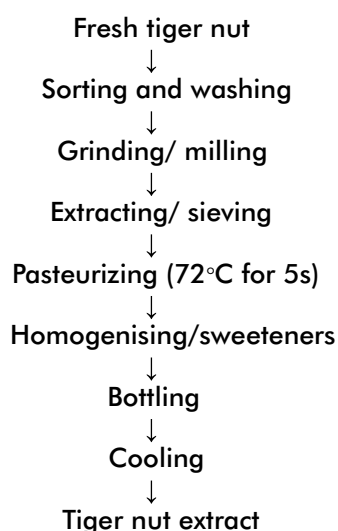 Fresh tiger nut
↓
Sorting and washing
↓
Grinding/ milling
↓
Extracting/ sieving
↓
Pasteurizing (72°C for 5s)
↓
Homogenising/sweeteners
↓
Bottling
↓
Cooling
↓
Tiger nut extract